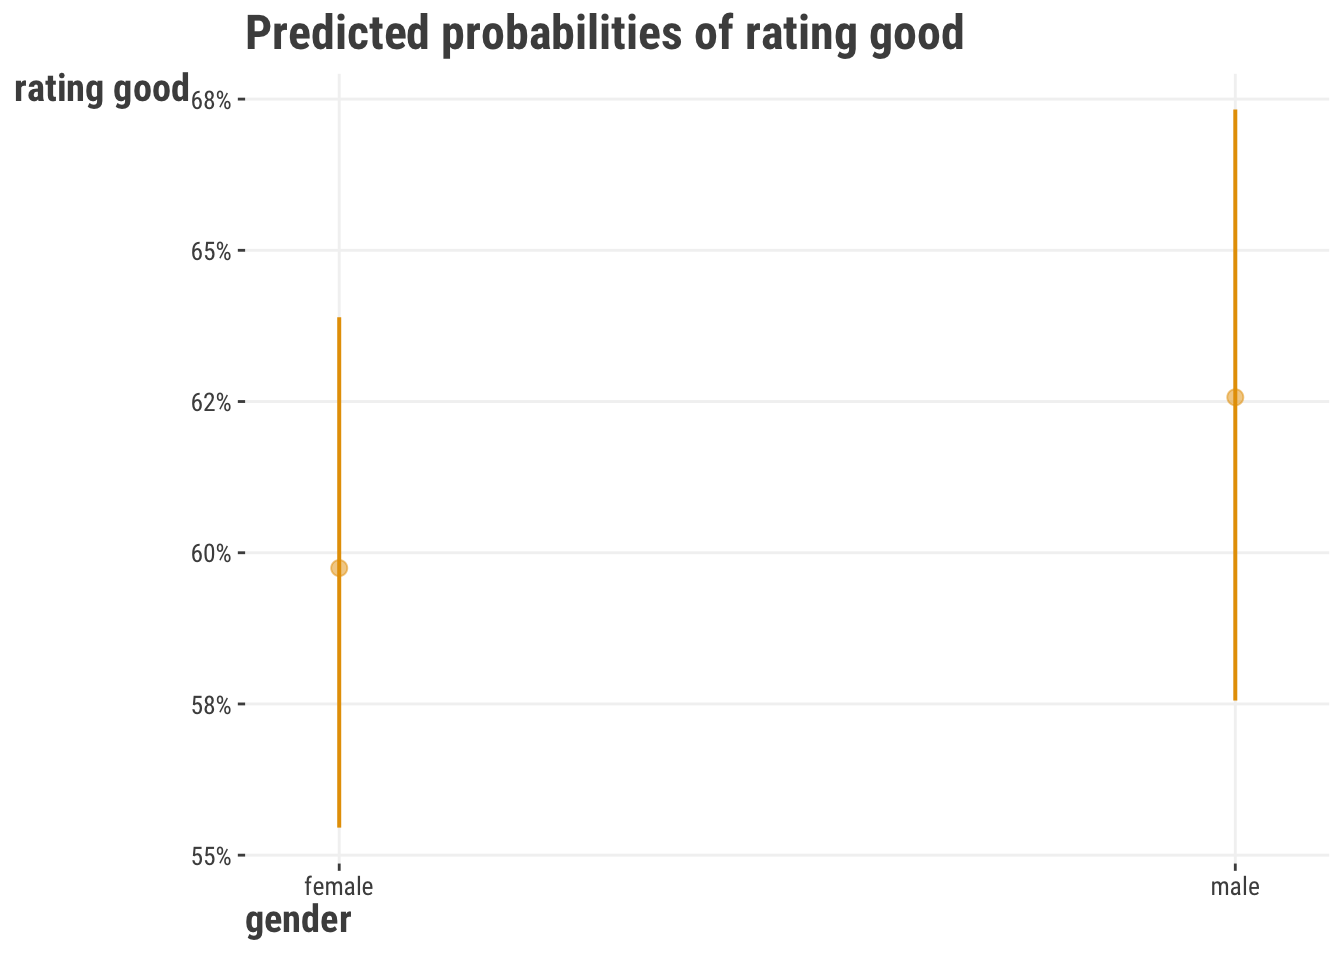 Predicted probabilities of rating good
rating good
68%
65%
62%
60%
58%
55%
female
male
gender